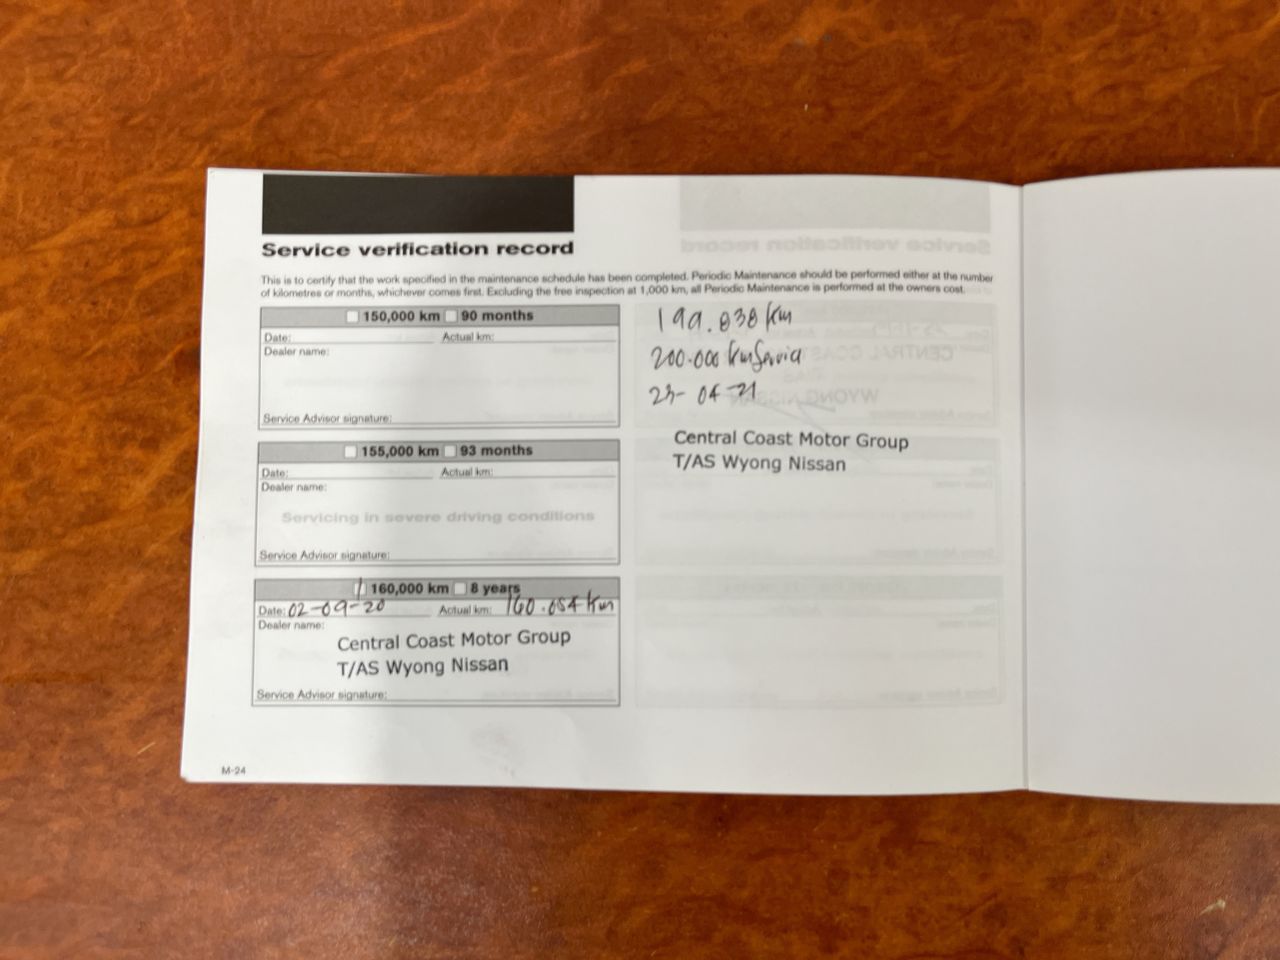 Service verification record
This is to certify that the work specified in the maintenance schedule has been completed. Periodic Maintenance should be performed either at the number
of kilometres or months, whichever comes first. Excluding the free inspection at 1,000 km, all Periodic Maintenance is performed at the owners cost.
150,000 km 90 months
Date: Actual km:
Dealer name:
Service Advisor signature:
155,000 km 93 months
Date: Actual km:
Dealer name:
Servicing in severe driving conditions
Service Advisor signature:
160,000 km 8 years
Date: 02-09-20 Actual km: 160.054 Km
Dealer name:
Central Coast Motor Group
T/AS Wyong Nissan
Service Advisor signature:
M-24
199.838 Km
200.000 Km Service
04-21
Central Coast Motor Group
T/AS Wyong Nissan